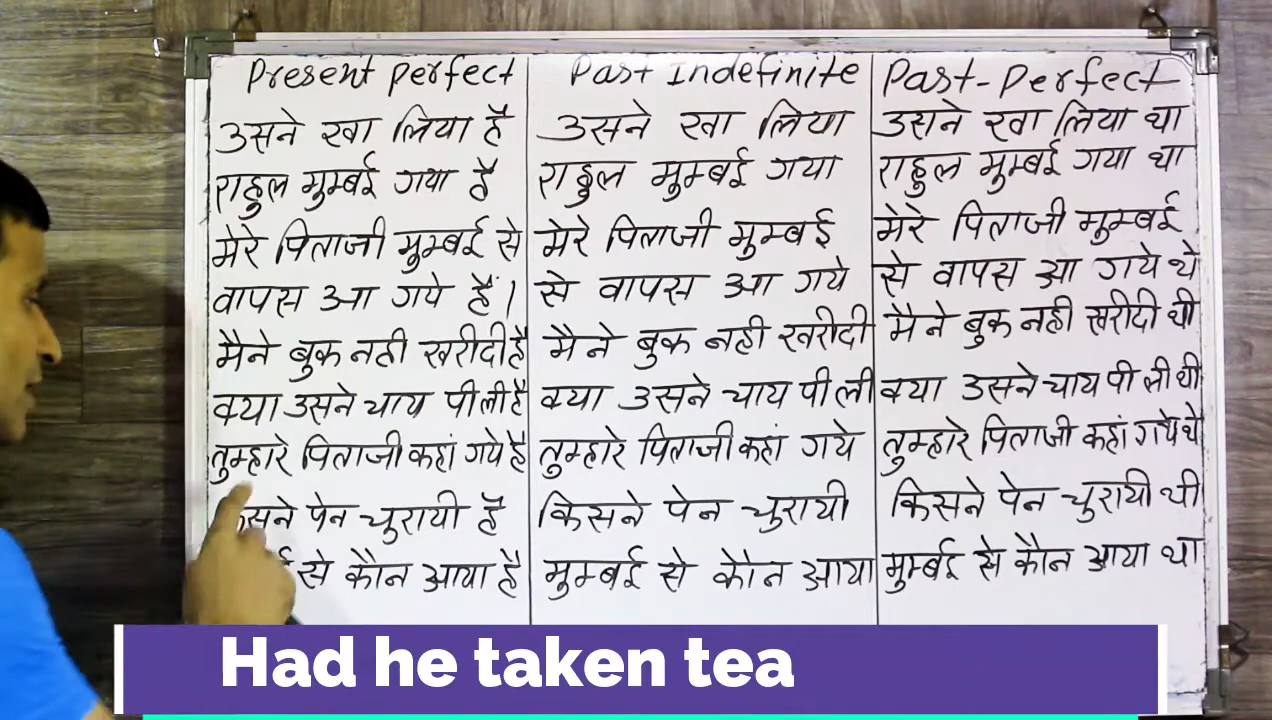 Present perfect
उसने खा लिया है
राहुल मुम्बई गया है
मेरे पिताजी मुम्बई से
वापस आ गये हैं।
मैने बुक नही खरीदी है
क्या उसने चाय पी ली है
तुम्हारे पिताजी कहां गये है
सने पेन चुरायी है
से कौन आया है
Past Indefinite
उसने खा लिया
राहुल मुम्बई गया
मेरे पिताजी मुम्बई
से वापस आ गये
मैने बुक नही खरीदी
क्या उसने चाय पी ली
तुम्हारे पिताजी कहां गये
किसने पेन चुरायी
मुम्बई से कौन आया
Past-Perfect
उसने खा लिया था
राहुल मुम्बई गया था
मेरे पिताजी मुम्बई
से वापस आ गये थे
मैने बुक नही खरीदी थी
क्या उसने चाय पी ली थी
तुम्हारे पिताजी कहां गये थे
किसने पेन चुरायी थी
मुम्बई से कौन आया था
Had he taken tea